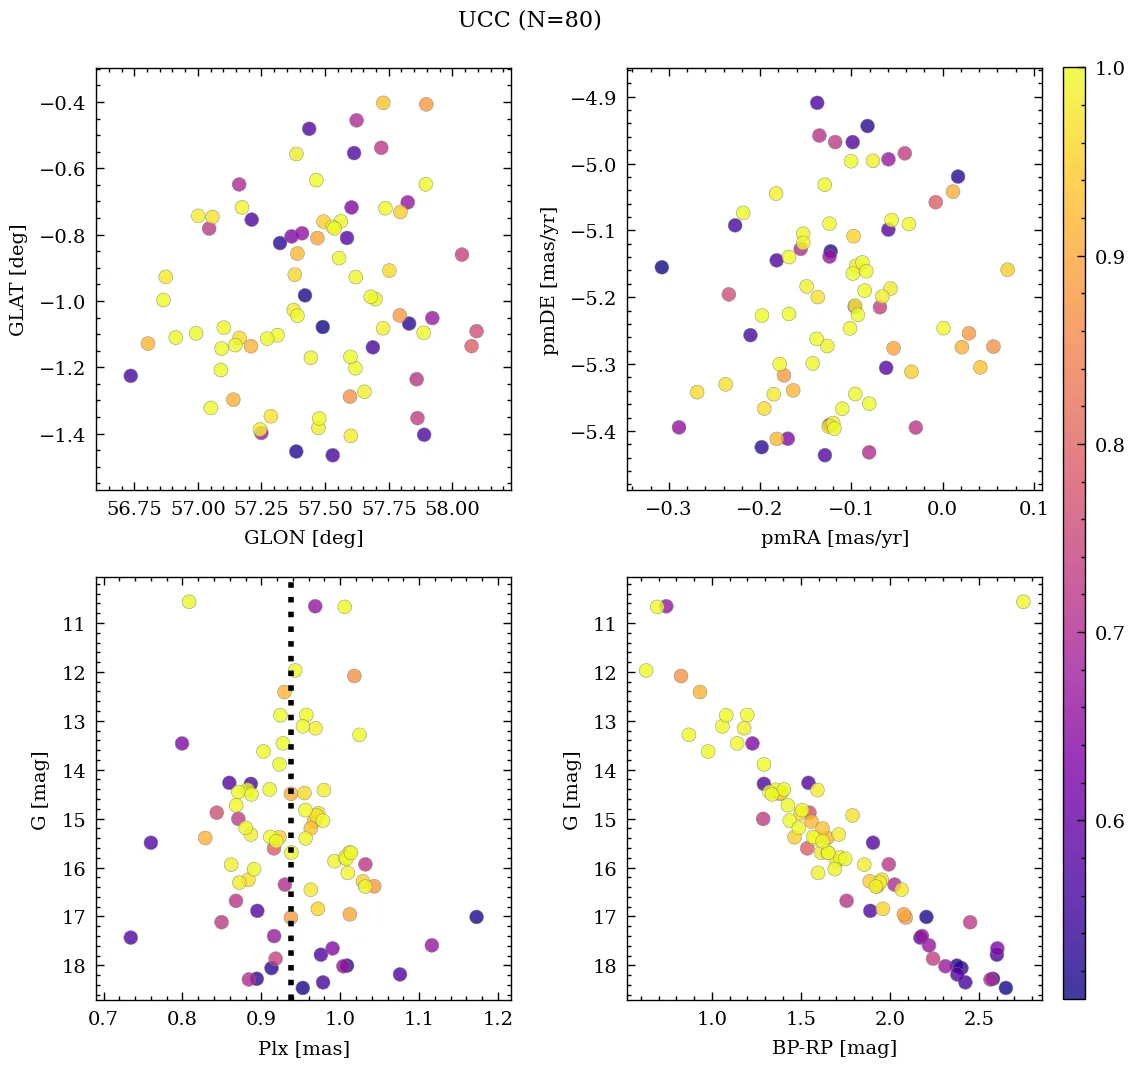 UCC (N=80)
−0.4
−0.6
−0.8
−1.0
−1.2
−1.4
GLAT [deg]
56.75 57.00 57.25 57.50 57.75 58.00
GLON [deg]
−4.9
−5.0
−5.1
−5.2
−5.3
−5.4
pmDE [mas/yr]
−0.3 −0.2 −0.1 0.0 0.1
pmRA [mas/yr]
11
12
13
14
15
16
17
18
G [mag]
0.7 0.8 0.9 1.0 1.1 1.2
Plx [mas]
11
12
13
14
15
16
17
18
G [mag]
1.0 1.5 2.0 2.5
BP-RP [mag]
1.0
0.9
0.8
0.7
0.6